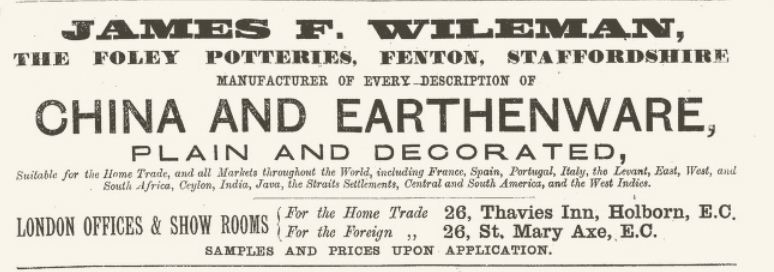 JAMES F. WILEMAN,
THE FOLEY POTTERIES, FENTON, STAFFORDSHIRE
MANUFACTURER OF EVERY DESCRIPTION OF
CHINA AND EARTHENWARE,
PLAIN AND DECORATED,
Suitable for the Home Trade, and all Markets throughout the World, including France, Spain, Portugal, Italy, the Levant, East, West, and
South Africa, Ceylon, India, Java, the Straits Settlements, Central and South America, and the West Indies.
LONDON OFFICES & SHOW ROOMS { For the Home Trade 26, Thavies Inn, Holborn, E.C.
For the Foreign „ 26, St. Mary Axe, E.C.
SAMPLES AND PRICES UPON APPLICATION.